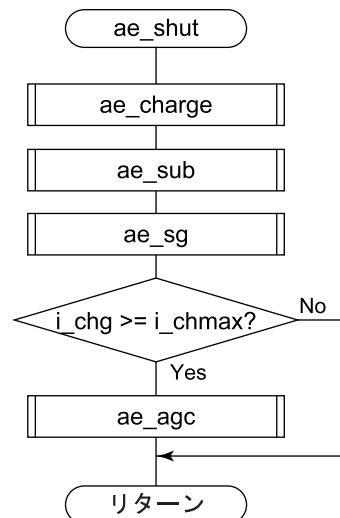 ae_shut
ae_charge
ae_sub
ae_sg
i_chg >= i_chmax?
No
Yes
ae_agc
リターン